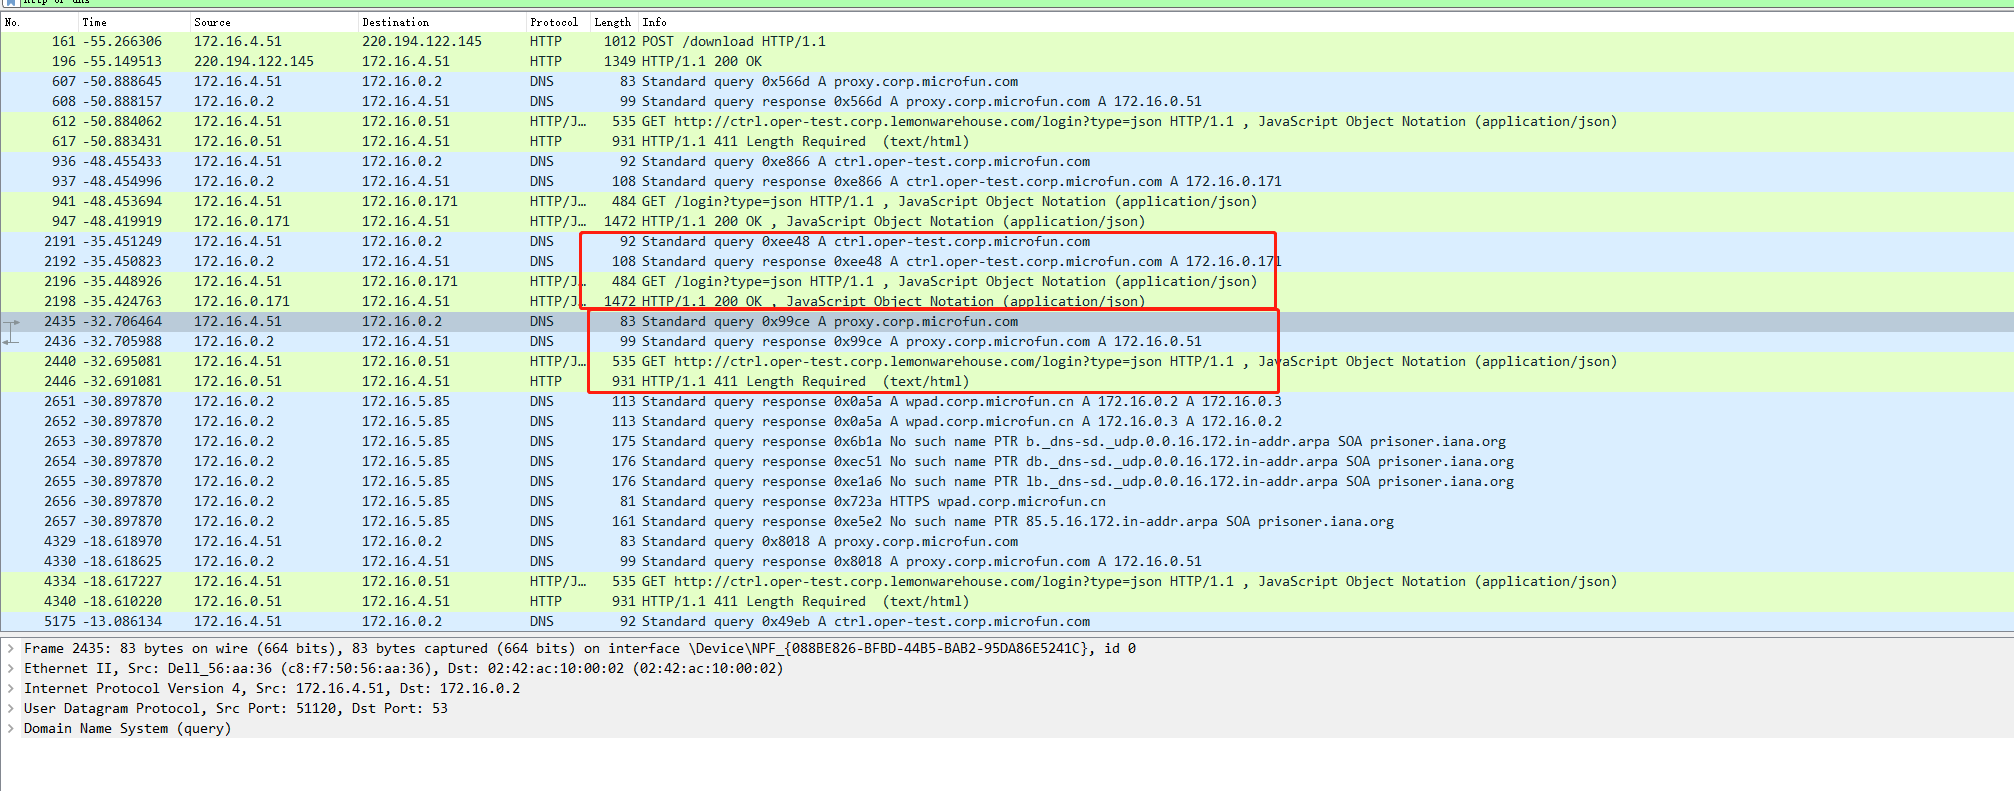 http or dns
No. Time Source Destination Protocol Length Info
161 -55.266306 172.16.4.51 220.194.122.145 HTTP 1012 POST /download HTTP/1.1
196 -55.149513 220.194.122.145 172.16.4.51 HTTP 1349 HTTP/1.1 200 OK
607 -50.888645 172.16.4.51 172.16.0.2 DNS 83 Standard query 0x566d A proxy.corp.microfun.com
608 -50.888157 172.16.0.2 172.16.4.51 DNS 99 Standard query response 0x566d A proxy.corp.microfun.com A 172.16.0.51
612 -50.884062 172.16.4.51 172.16.0.51 HTTP/J… 535 GET http://ctrl.oper-test.corp.lemonwarehouse.com/login?type=json HTTP/1.1 , JavaScript Object Notation (application/json)
617 -50.883431 172.16.0.51 172.16.4.51 HTTP 931 HTTP/1.1 411 Length Required (text/html)
936 -48.455433 172.16.4.51 172.16.0.2 DNS 92 Standard query 0xe866 A ctrl.oper-test.corp.microfun.com
937 -48.454996 172.16.0.2 172.16.4.51 DNS 108 Standard query response 0xe866 A ctrl.oper-test.corp.microfun.com A 172.16.0.171
941 -48.453694 172.16.4.51 172.16.0.171 HTTP/J… 484 GET /login?type=json HTTP/1.1 , JavaScript Object Notation (application/json)
947 -48.419919 172.16.0.171 172.16.4.51 HTTP/J… 1472 HTTP/1.1 200 OK , JavaScript Object Notation (application/json)
2191 -35.451249 172.16.4.51 172.16.0.2 DNS 92 Standard query 0xee48 A ctrl.oper-test.corp.microfun.com
2192 -35.450823 172.16.0.2 172.16.4.51 DNS 108 Standard query response 0xee48 A ctrl.oper-test.corp.microfun.com A 172.16.0.171
2196 -35.448926 172.16.4.51 172.16.0.171 HTTP/J… 484 GET /login?type=json HTTP/1.1 , JavaScript Object Notation (application/json)
2198 -35.424763 172.16.0.171 172.16.4.51 HTTP/J… 1472 HTTP/1.1 200 OK , JavaScript Object Notation (application/json)
2435 -32.706464 172.16.4.51 172.16.0.2 DNS 83 Standard query 0x99ce A proxy.corp.microfun.com
2436 -32.705988 172.16.0.2 172.16.4.51 DNS 99 Standard query response 0x99ce A proxy.corp.microfun.com A 172.16.0.51
2440 -32.695081 172.16.4.51 172.16.0.51 HTTP/J… 535 GET http://ctrl.oper-test.corp.lemonwarehouse.com/login?type=json HTTP/1.1 , JavaScript Object Notation (application/json)
2446 -32.691081 172.16.0.51 172.16.4.51 HTTP 931 HTTP/1.1 411 Length Required (text/html)
2651 -30.897870 172.16.0.2 172.16.5.85 DNS 113 Standard query response 0x0a5a A wpad.corp.microfun.cn A 172.16.0.2 A 172.16.0.3
2652 -30.897870 172.16.0.2 172.16.5.85 DNS 113 Standard query response 0x0a5a A wpad.corp.microfun.cn A 172.16.0.3 A 172.16.0.2
2653 -30.897870 172.16.0.2 172.16.5.85 DNS 175 Standard query response 0x6b1a No such name PTR b._dns-sd._udp.0.0.16.172.in-addr.arpa SOA prisoner.iana.org
2654 -30.897870 172.16.0.2 172.16.5.85 DNS 176 Standard query response 0xec51 No such name PTR db._dns-sd._udp.0.0.16.172.in-addr.arpa SOA prisoner.iana.org
2655 -30.897870 172.16.0.2 172.16.5.85 DNS 176 Standard query response 0xe1a6 No such name PTR lb._dns-sd._udp.0.0.16.172.in-addr.arpa SOA prisoner.iana.org
2656 -30.897870 172.16.0.2 172.16.5.85 DNS 81 Standard query response 0x723a HTTPS wpad.corp.microfun.cn
2657 -30.897870 172.16.0.2 172.16.5.85 DNS 161 Standard query response 0xe5e2 No such name PTR 85.5.16.172.in-addr.arpa SOA prisoner.iana.org
4329 -18.618970 172.16.4.51 172.16.0.2 DNS 83 Standard query 0x8018 A proxy.corp.microfun.com
4330 -18.618625 172.16.0.2 172.16.4.51 DNS 99 Standard query response 0x8018 A proxy.corp.microfun.com A 172.16.0.51
4334 -18.617227 172.16.4.51 172.16.0.51 HTTP/J… 535 GET http://ctrl.oper-test.corp.lemonwarehouse.com/login?type=json HTTP/1.1 , JavaScript Object Notation (application/json)
4340 -18.610220 172.16.0.51 172.16.4.51 HTTP 931 HTTP/1.1 411 Length Required (text/html)
5175 -13.086134 172.16.4.51 172.16.0.2 DNS 92 Standard query 0x49eb A ctrl.oper-test.corp.microfun.com
Frame 2435: 83 bytes on wire (664 bits), 83 bytes captured (664 bits) on interface \Device\NPF_{088BE826-BFBD-44B5-BAB2-95DA86E5241C}, id 0
Ethernet II, Src: Dell_56:aa:36 (c8:f7:50:56:aa:36), Dst: 02:42:ac:10:00:02 (02:42:ac:10:00:02)
Internet Protocol Version 4, Src: 172.16.4.51, Dst: 172.16.0.2
User Datagram Protocol, Src Port: 51120, Dst Port: 53
Domain Name System (query)